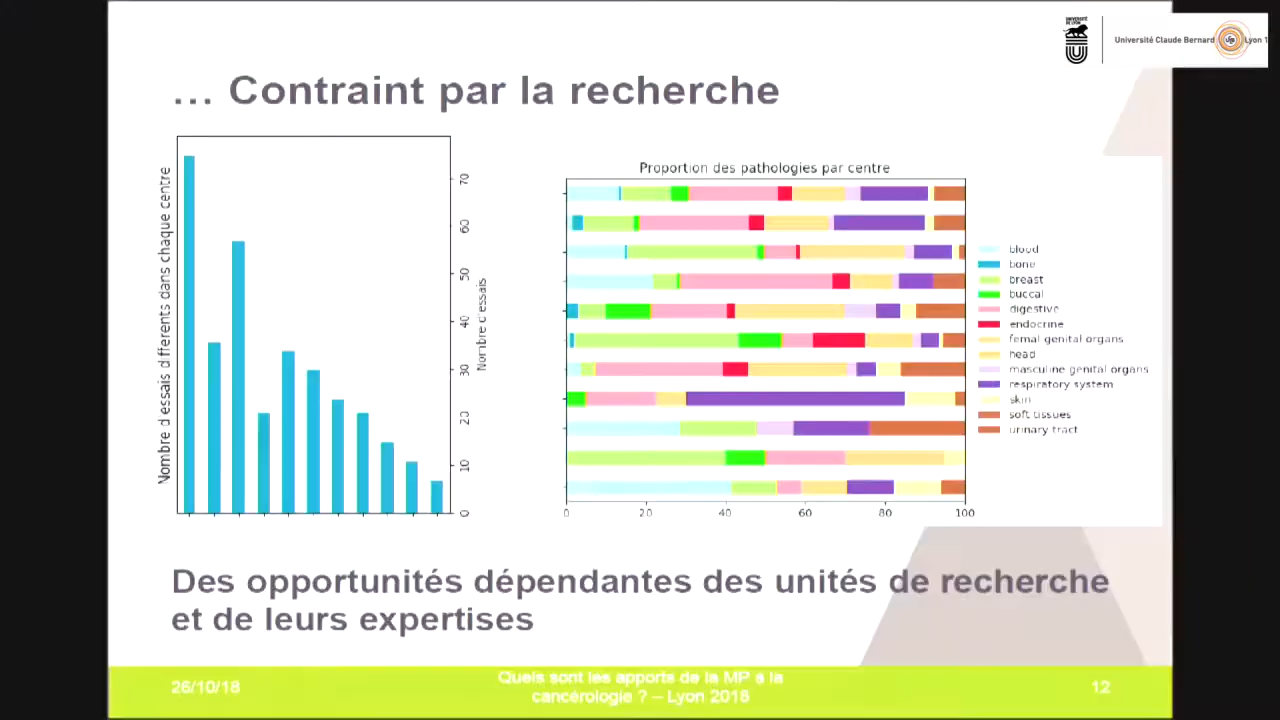 UNIVERSITÉ
DE LYON
Université Claude Bernard Lyon 1
... Contraint par la recherche
Nombre d essais d fferents dans chaque centre
70
60
50
40
30
20
10
0
Nombre d'essais
Proportion des pathologies par centre
0
20
40
60
80
100
blood
bone
breast
buccal
digestive
endocrine
femal genital organs
head
masculine genital organs
respiratory system
skin
soft tissues
urinary tract
Des opportunités dépendantes des unités de recherche
et de leurs expertises
26/10/18
Quels sont les apports de la MP a la
cancérologie ? – Lyon 2018
12